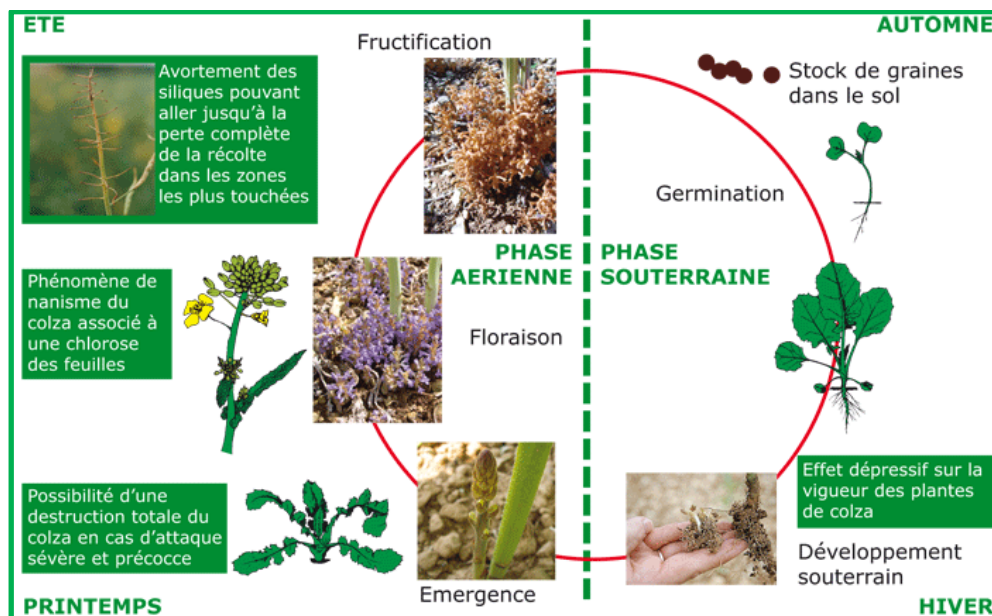 ETE
AUTOMNE
Fructification
Avortement des
siliques pouvant
aller jusqu'à la
perte complète
de la récolte
dans les zones
les plus touchées
Stock de graines
dans le sol
Germination
PHASE
AERIENNE
PHASE
SOUTERRAINE
Phénomène de
nanisme du
colza associé à
une chlorose
des feuilles
Floraison
Possibilité d'une
destruction totale du
colza en cas d'attaque
sévère et précocce
Effet dépressif sur la
vigueur des plantes
de colza
Développement
souterrain
Emergence
PRINTEMPS
HIVER